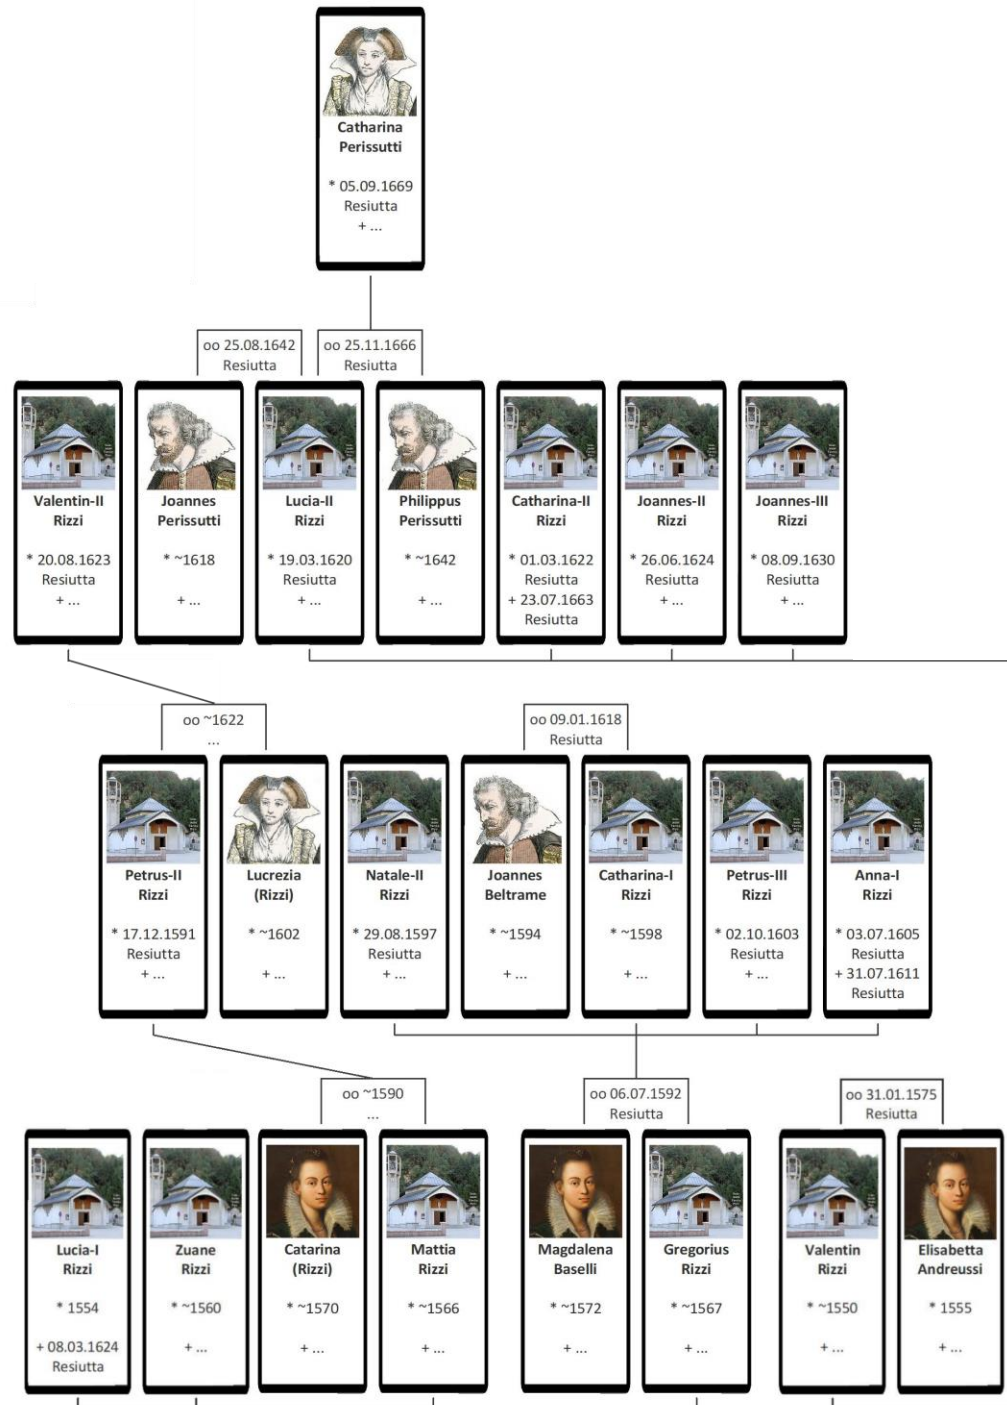 Catharina
Perissutti
* 05.09.1669
Resiutta
+ ...
oo 25.08.1642
Resiutta
oo 25.11.1666
Resiutta
Valentin-II
Rizzi
* 20.08.1623
Resiutta
+ ...
Joannes
Perissutti
* ~1618
+ ...
Lucia-II
Rizzi
* 19.03.1620
Resiutta
+ ...
Philippus
Perissutti
* ~1642
+ ...
Catharina-II
Rizzi
* 01.03.1622
Resiutta
+ 23.07.1663
Resiutta
Joannes-II
Rizzi
* 26.06.1624
Resiutta
+ ...
Joannes-III
Rizzi
* 08.09.1630
Resiutta
+ ...
oo ~1622
...
oo 09.01.1618
Resiutta
Petrus-II
Rizzi
* 17.12.1591
Resiutta
+ ...
Lucrezia
(Rizzi)
* ~1602
+ ...
Natale-II
Rizzi
* 29.08.1597
Resiutta
+ ...
Joannes
Beltrame
* ~1594
+ ...
Catharina-I
Rizzi
* ~1598
+ ...
Petrus-III
Rizzi
* 02.10.1603
Resiutta
+ ...
Anna-I
Rizzi
* 03.07.1605
Resiutta
+ 31.07.1611
Resiutta
oo ~1590
...
oo 06.07.1592
Resiutta
oo 31.01.1575
Resiutta
Lucia-I
Rizzi
* 1554
+ 08.03.1624
Resiutta
Zuane
Rizzi
* ~1560
+ ...
Catarina
(Rizzi)
* ~1570
+ ...
Mattia
Rizzi
* ~1566
+ ...
Magdalena
Baselli
* ~1572
+ ...
Gregorius
Rizzi
* ~1567
+ ...
Valentin
Rizzi
* ~1550
+ ...
Elisabetta
Andreussi
* 1555
+ ...